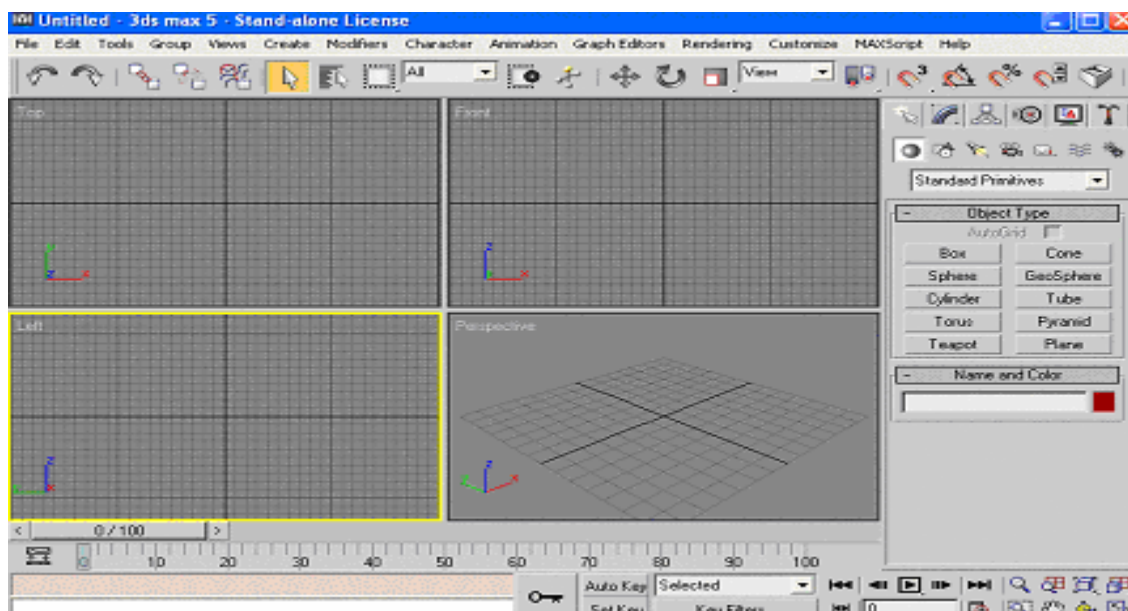 Untitled - 3ds max 5 - Stand-alone License
File Edit Tools Group Views Create Modifiers Character Animation Graph Editors Rendering Customize MAXScript Help
All View
Top Front
Standard Primitives
- Object Type
AutoGrid
Box Cone
Sphere GeoSphere
Cylinder Tube
Torus Pyramid
Teapot Plane
Left Perspective
- Name and Color
< 0 / 100 >
0 10 20 30 40 50 60 70 80 90 100
Auto Key Selected
Set Key Key Filters... 0